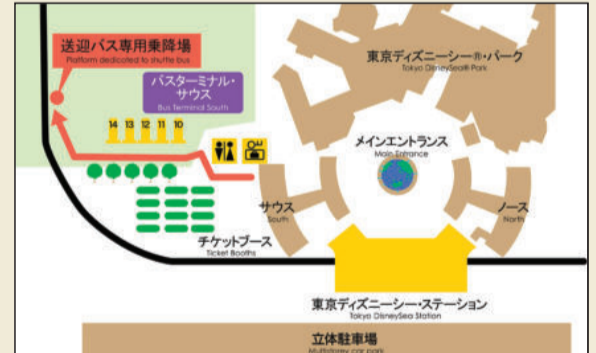 送迎バス専用乗降場
Platform dedicated to shuttle bus
バスターミナル・
サウス
Bus Terminal South
14 13 12 11 10
東京ディズニーシー®・パーク
Tokyo DisneySea® Park
メインエントランス
Main Entrance
サウス
South
ノース
North
チケットブース
Ticket Booths
東京ディズニーシー・ステーション
Tokyo DisneySea Station
立体駐車場
Multistorey car park